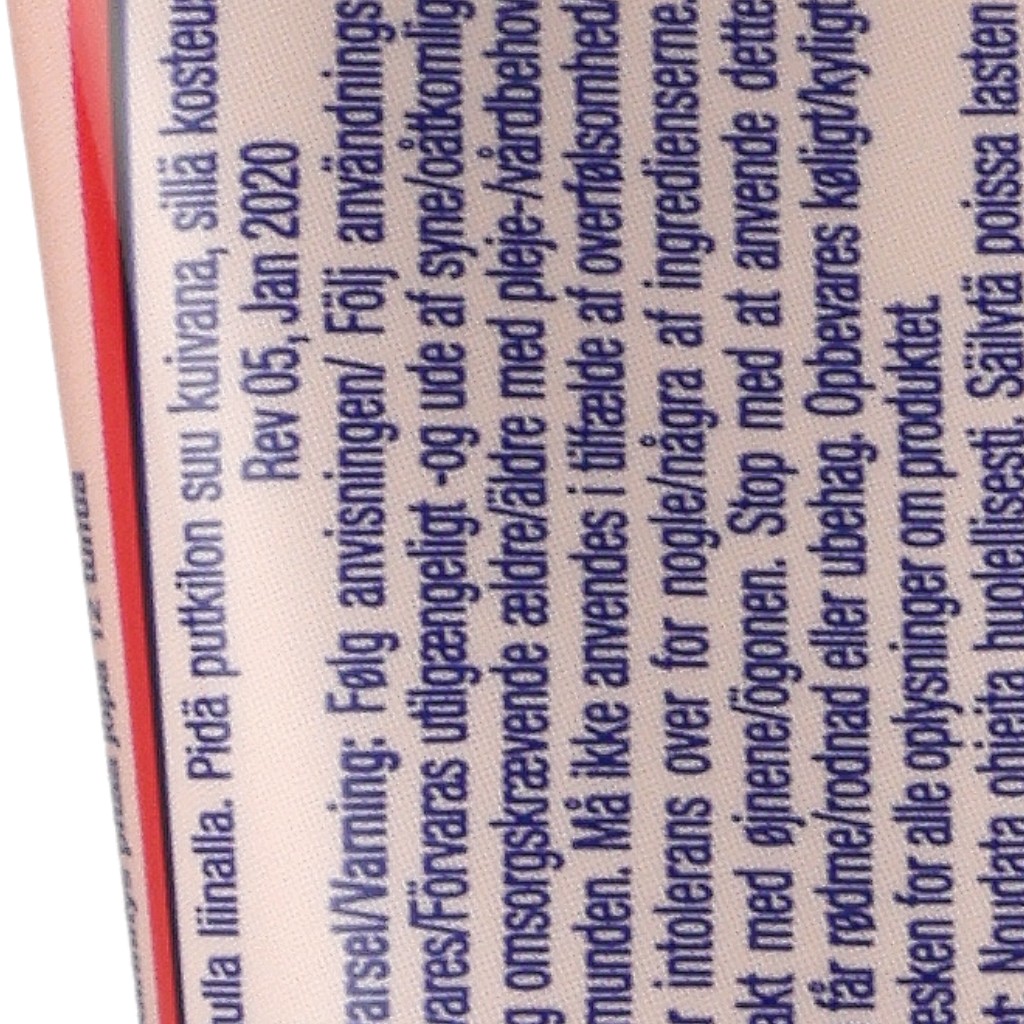 ulla liinalla. Pidä putkilon suu kuivana, sillä kosteu
Rev 05, Jan 2020
arsel/Varning: Følg anvisningen/ Följ användnings
vares/Förvaras utilgængeligt -og ude af syne/oåtkomlig
g omsorgskrævende ældre/äldre med pleje-/vårdbehov
munden. Må ikke anvendes i tilfælde af overfølsomhed/
r intolerans over for nogle/några af ingredienserne.
akt med øjnene/ögonen. Stop med at anvende dette
får rødme/rodnad eller ubehag. Opbevares køligt/kyligt
esken for alle oplysninger om produktet.
Noudata ohjeita huolellisesti. Säilytä poissa lasten